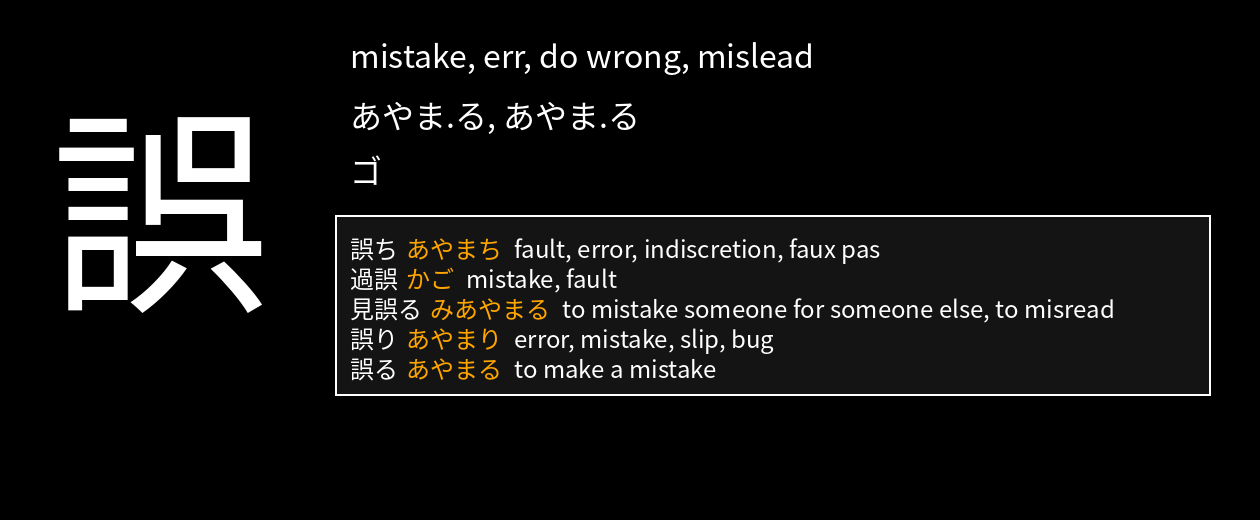 誤
mistake, err, do wrong, mislead
あやま.る, あやま.る
ゴ
誤ち あやまち fault, error, indiscretion, faux pas
過誤 かご mistake, fault
見誤る みあやまる to mistake someone for someone else, to misread
誤り あやまり error, mistake, slip, bug
誤る あやまる to make a mistake